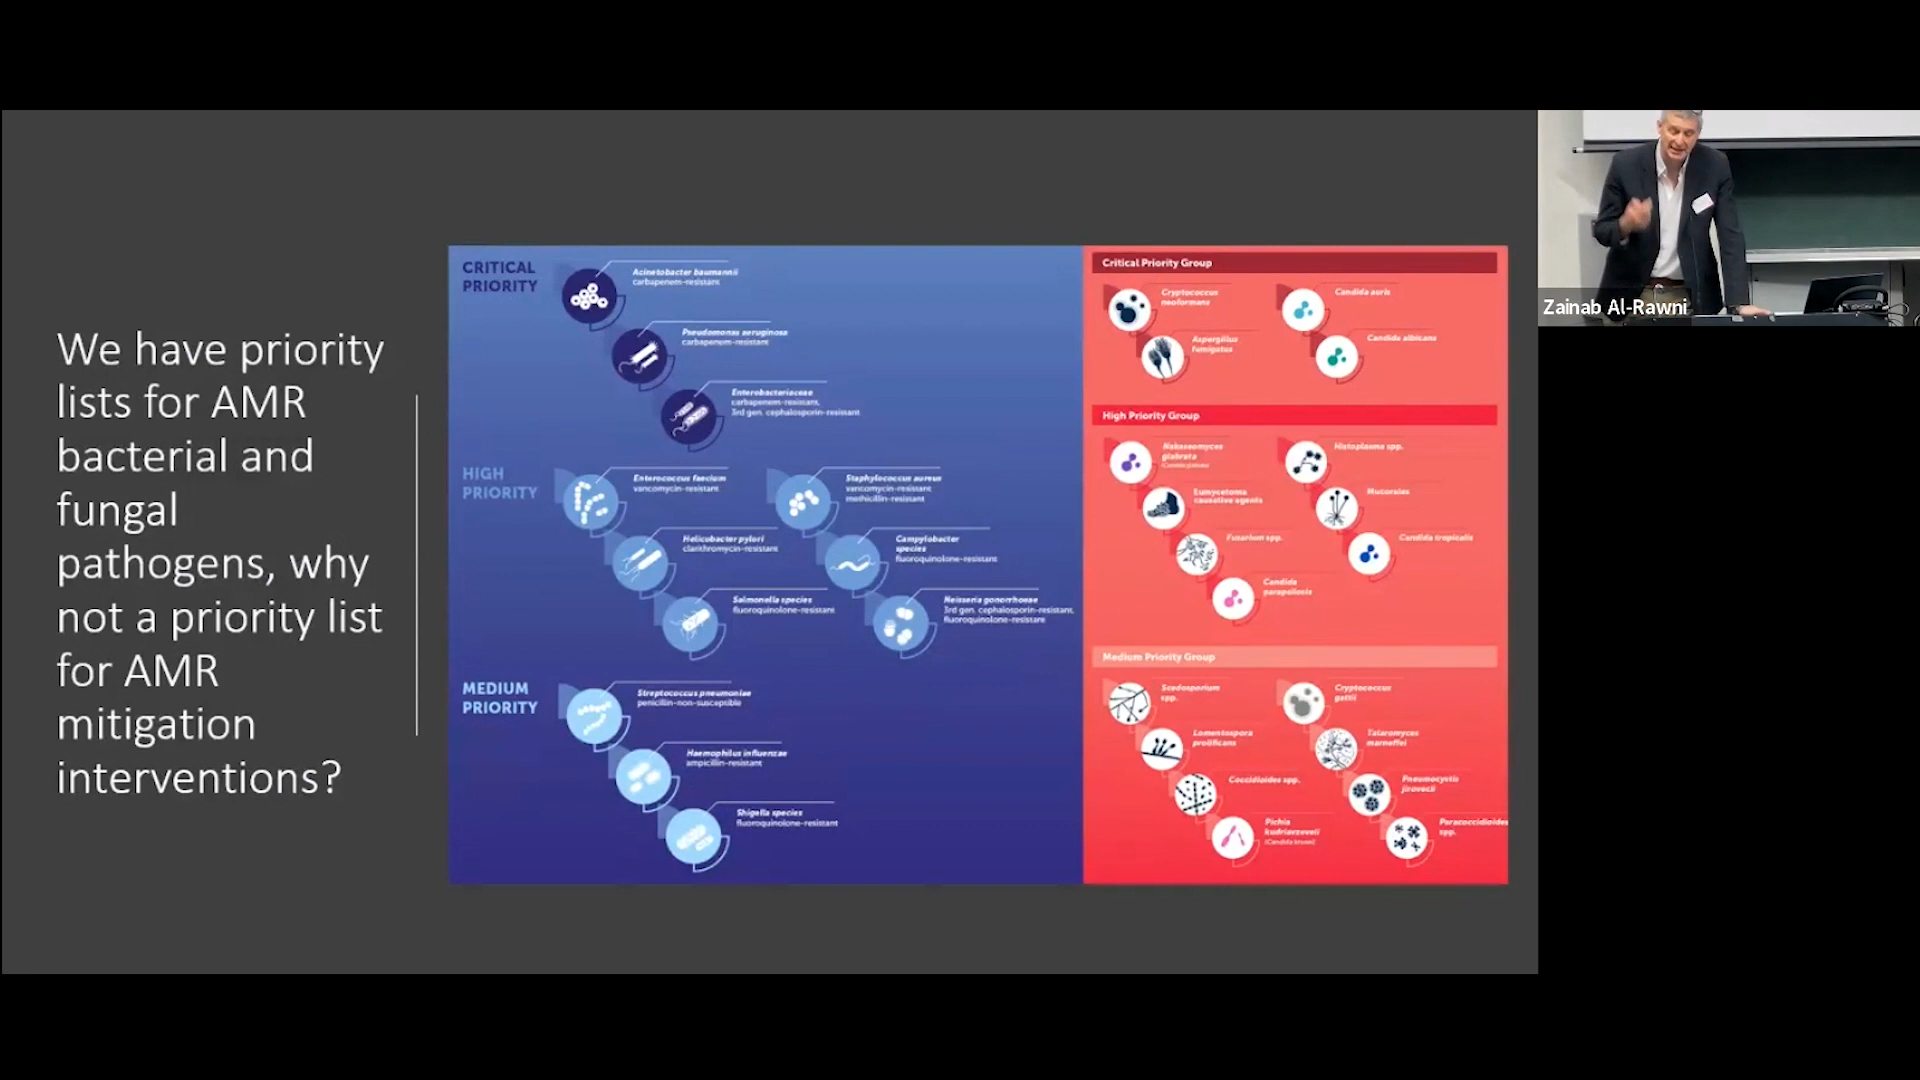 We have priority
lists for AMR
bacterial and
fungal
pathogens, why
not a priority list
for AMR
mitigation
interventions?
CRITICAL
PRIORITY
Acinetobacter baumannii
carbapenem-resistant
Pseudomonas aeruginosa
carbapenem-resistant
Enterobacteriaceae
carbapenem-resistant,
3rd gen. cephalosporin-resistant
HIGH
PRIORITY
Enterococcus faecium
vancomycin-resistant
Helicobacter pylori
clarithromycin-resistant
Salmonella species
fluoroquinolone-resistant
Staphylococcus aureus
vancomycin-resistant
methicillin-resistant
Campylobacter
species
fluoroquinolone-resistant
Neisseria gonorrhoeae
3rd gen. cephalosporin-resistant,
fluoroquinolone-resistant
MEDIUM
PRIORITY
Streptococcus pneumoniae
penicillin-non-susceptible
Haemophilus influenzae
ampicillin-resistant
Shigella species
fluoroquinolone-resistant
Critical Priority Group
Cryptococcus
neoformans
Aspergillus
fumigatus
Candida auris
Candida albicans
High Priority Group
Nakaseomyces
glabrata
(Candida glabrata)
Eumycetoma
causative agents
Fusarium spp.
Candida
parapsilosis
Histoplasma spp.
Mucorales
Candida tropicalis
Medium Priority Group
Scedosporium
spp.
Lomentospora
prolificans
Coccidioides spp.
Pichia
kudriavzeveii
(Candida krusei)
Cryptococcus
gattii
Talaromyces
marneffei
Pneumocystis
jirovecii
Paracoccidioides
spp.
Zainab Al-Rawni